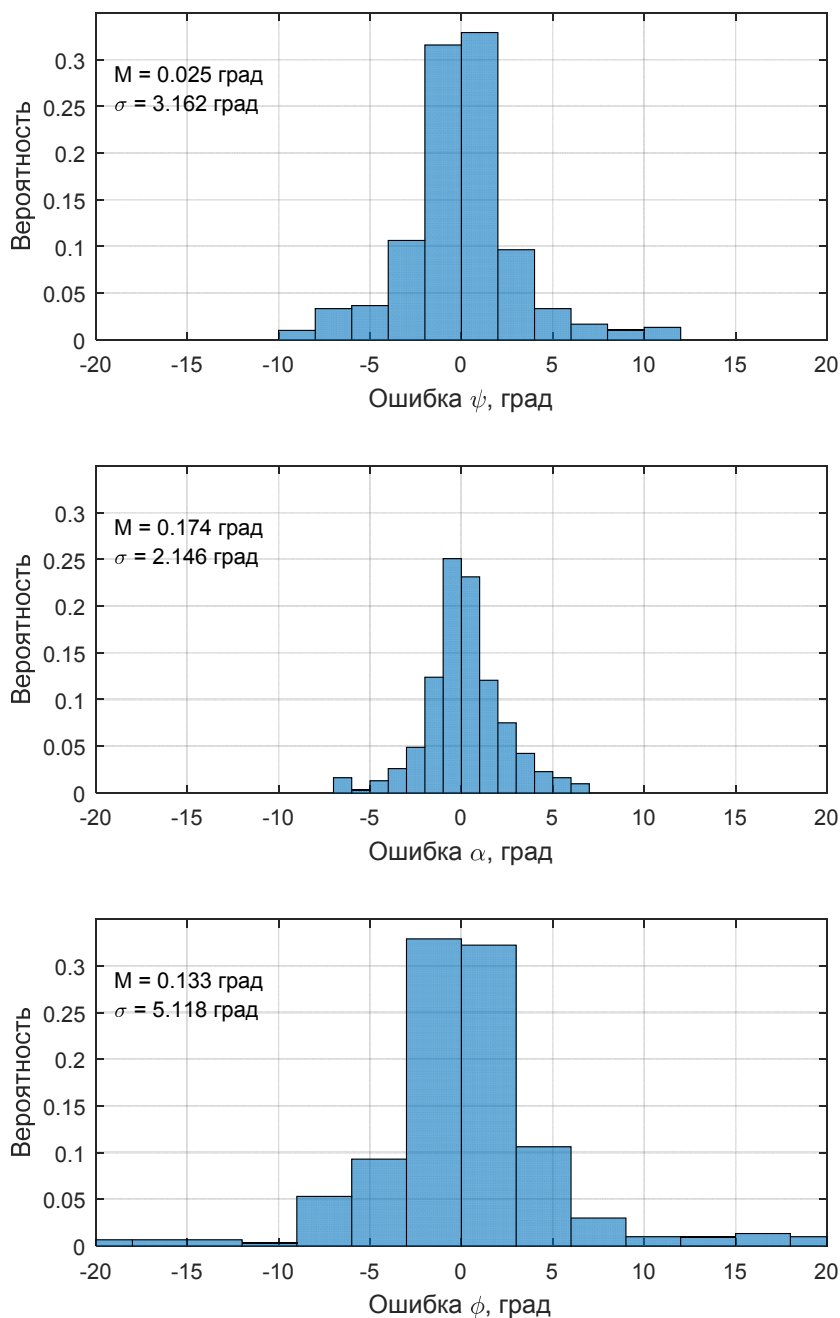 0.3
0.25
0.2
0.15
0.1
0.05
0
Вероятность
M = 0.025 град
σ = 3.162 град
-20 -15 -10 -5 0 5 10 15 20
Ошибка ψ, град
0.3
0.25
0.2
0.15
0.1
0.05
0
Вероятность
M = 0.174 град
σ = 2.146 град
-20 -15 -10 -5 0 5 10 15 20
Ошибка α, град
0.3
0.25
0.2
0.15
0.1
0.05
0
Вероятность
M = 0.133 град
σ = 5.118 град
-20 -15 -10 -5 0 5 10 15 20
Ошибка ϕ, град